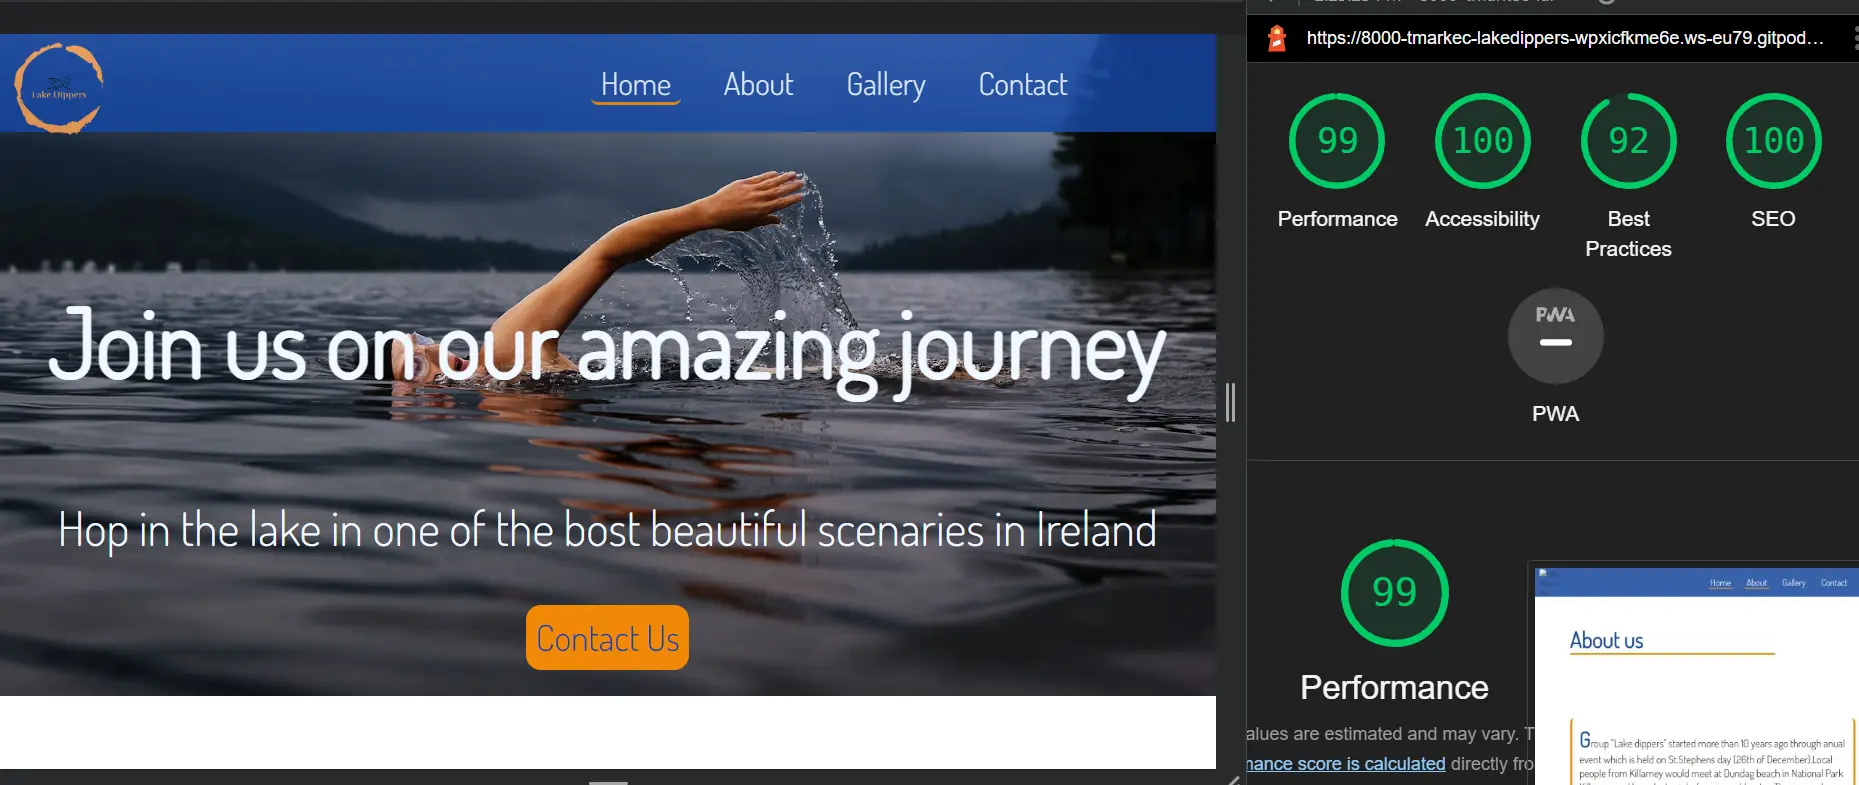 Lake Dippers
Home About Gallery Contact
Join us on our amazing journey
Hop in the lake in one of the bost beautiful scenaries in Ireland
Contact Us
https://8000-tmarkec-lakedippers-wpxicfkme6e.ws-eu79.gitpod…
99 100 92 100
Performance Accessibility Best Practices SEO
PWA
PWA
99
Performance
alues are estimated and may vary. T
mance score is calculated directly fro
Home About Gallery Contact
About us
Group "Lake dippers" started more than 10 years ago through anual
event which is held on St.Stephens day (26th of December).Local
people from Killarney would meet at Dundag beach in National Park